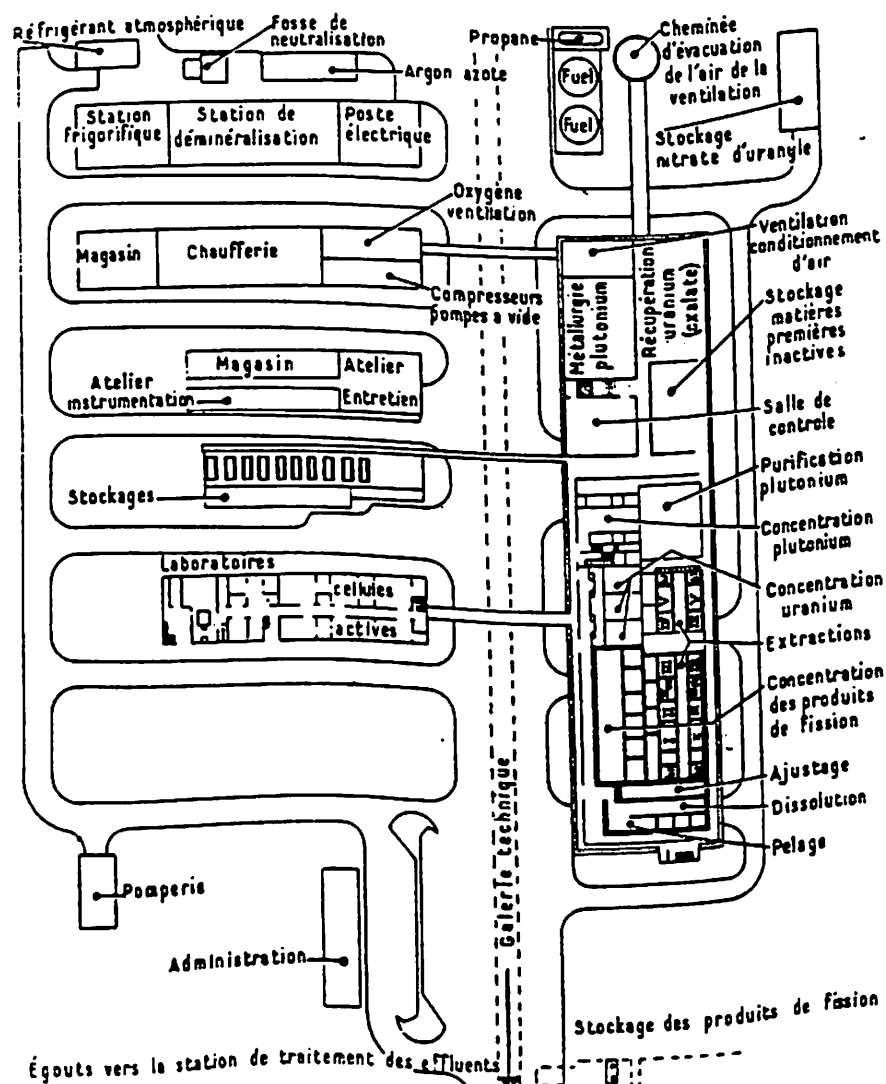 Réfrigérant atmosphérique
Fosse de
neutralisation
Argon azote
Propane
Fuel
Fuel
Cheminée
d'évacuation
de l'air de la
ventilation
Stockage
nitrate d'urangle
Station
frigorifique
Station de
déminéralisation
Poste
électrique
Oxygène
ventilation
Magasin
Chaufferie
Compresseurs
pompes a vide
Ventilation
conditionnement
d'air
Métallurgie
plutonium
Récupération
uranium
(oxalate)
Stockage
matières
premières
inactives
Magasin
Atelier
Atelier
instrumentation
Entretien
Salle de
controle
Stockages
Purification
plutonium
Concentration
plutonium
Laboratoires
cellules
actives
Concentration
uranium
Extractions
Concentration
des produits
de fission
Ajustage
Dissolution
Pelage
Galerie technique
Pomperie
Administration
Stockage des produits de fission
Égouts vers la station de traitement des effluents